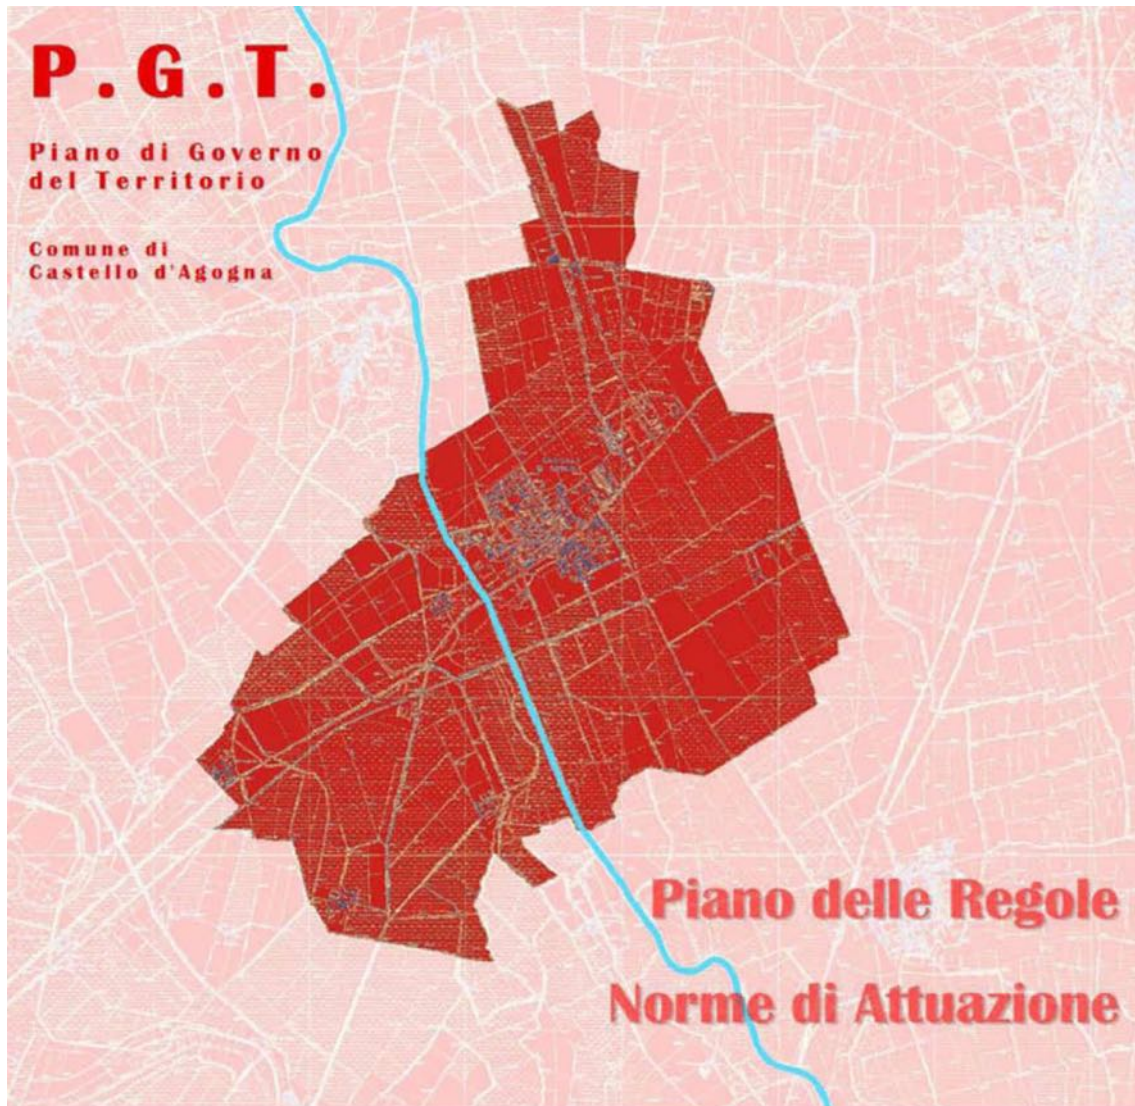 P.G.T.
Piano di Governo
del Territorio
Comune di
Castello d'Agogna
Piano delle Regole
Norme di Attuazione